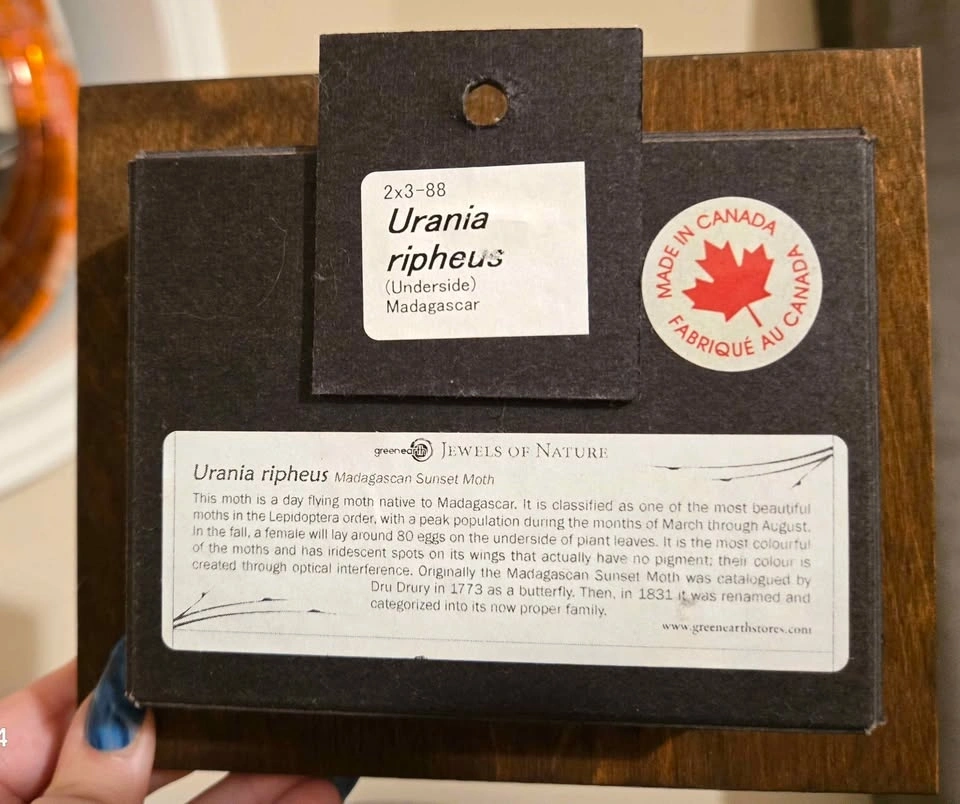 2x3-88
Urania
ripheus
(Underside)
Madagascar
MADE IN CANADA
FABRIQUÉ AU CANADA
greenearth JEWELS OF NATURE
Urania ripheus Madagascan Sunset Moth
This moth is a day flying moth native to Madagascar. It is classified as one of the most beautiful
moths in the Lepidoptera order, with a peak population during the months of March through August.
In the fall, a female will lay around 80 eggs on the underside of plant leaves. It is the most colourful
of the moths and has iridescent spots on its wings that actually have no pigment; their colour is
created through optical interference. Originally the Madagascan Sunset Moth was catalogued by
Dru Drury in 1773 as a butterfly. Then, in 1831 it was renamed and
categorized into its now proper family.
www.greenearthstores.com
4